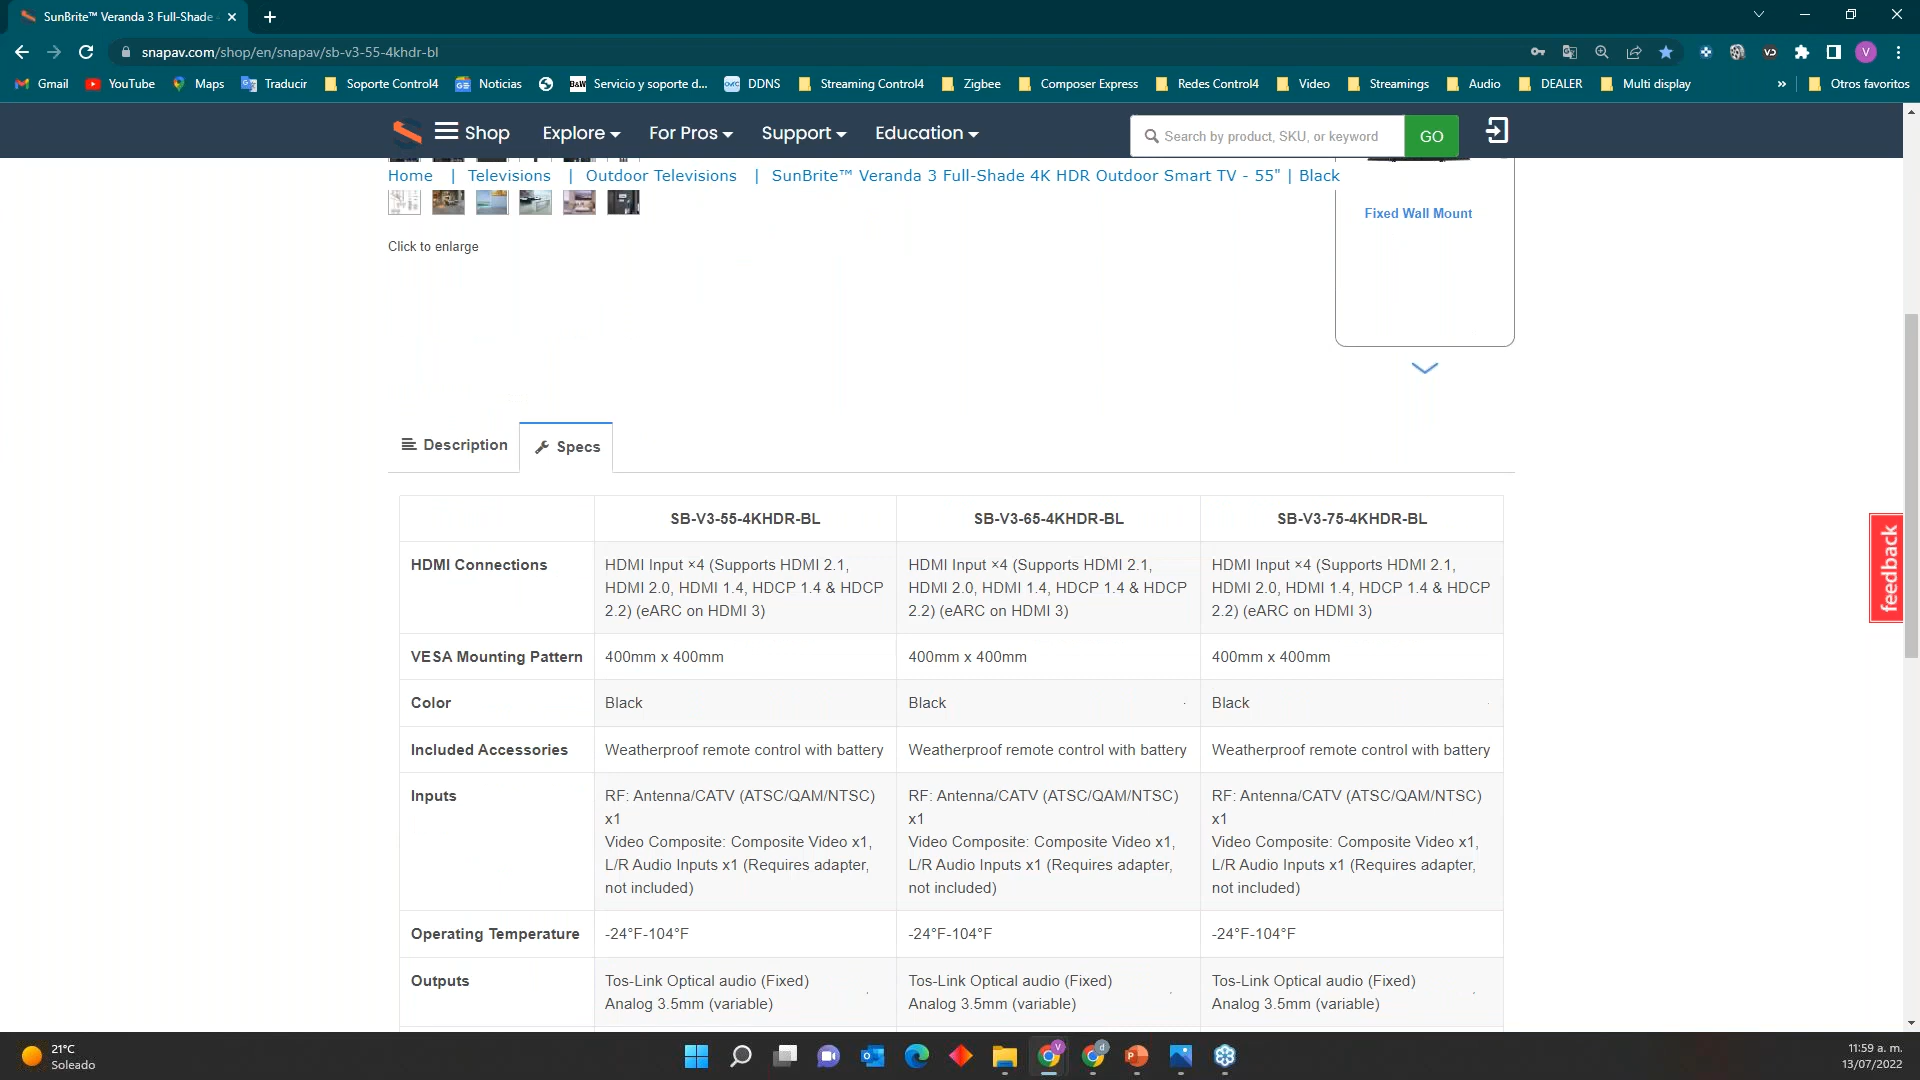 SunBrite™ Veranda 3 Full-Shade
snapav.com/shop/en/snapav/sb-v3-55-4khdr-bl
V
Gmail YouTube Maps Traducir Soporte Control4 Noticias B&W Servicio y soporte d... DDNS Streaming Control4 Zigbee Composer Express Redes Control4 Video Streamings Audio DEALER Multi display » Otros favoritos
Shop Explore For Pros Support Education Search by product, SKU, or keyword GO
Home | Televisions | Outdoor Televisions | SunBrite™ Veranda 3 Full-Shade 4K HDR Outdoor Smart TV - 55" | Black
Fixed Wall Mount
Click to enlarge
Description Specs
SB-V3-55-4KHDR-BL SB-V3-65-4KHDR-BL SB-V3-75-4KHDR-BL
HDMI Connections HDMI Input ×4 (Supports HDMI 2.1, HDMI Input ×4 (Supports HDMI 2.1, HDMI Input ×4 (Supports HDMI 2.1,
HDMI 2.0, HDMI 1.4, HDCP 1.4 & HDCP HDMI 2.0, HDMI 1.4, HDCP 1.4 & HDCP HDMI 2.0, HDMI 1.4, HDCP 1.4 & HDCP
2.2) (eARC on HDMI 3) 2.2) (eARC on HDMI 3) 2.2) (eARC on HDMI 3)
feedback
VESA Mounting Pattern 400mm x 400mm 400mm x 400mm 400mm x 400mm
Color Black Black Black
Included Accessories Weatherproof remote control with battery Weatherproof remote control with battery Weatherproof remote control with battery
Inputs RF: Antenna/CATV (ATSC/QAM/NTSC) RF: Antenna/CATV (ATSC/QAM/NTSC) RF: Antenna/CATV (ATSC/QAM/NTSC)
x1 x1 x1
Video Composite: Composite Video x1, Video Composite: Composite Video x1, Video Composite: Composite Video x1,
L/R Audio Inputs x1 (Requires adapter, L/R Audio Inputs x1 (Requires adapter, L/R Audio Inputs x1 (Requires adapter,
not included) not included) not included)
Operating Temperature -24°F-104°F -24°F-104°F -24°F-104°F
Outputs Tos-Link Optical audio (Fixed) Tos-Link Optical audio (Fixed) Tos-Link Optical audio (Fixed)
Analog 3.5mm (variable) Analog 3.5mm (variable) Analog 3.5mm (variable)
21°C
Soleado
11:59 a. m.
13/07/2022